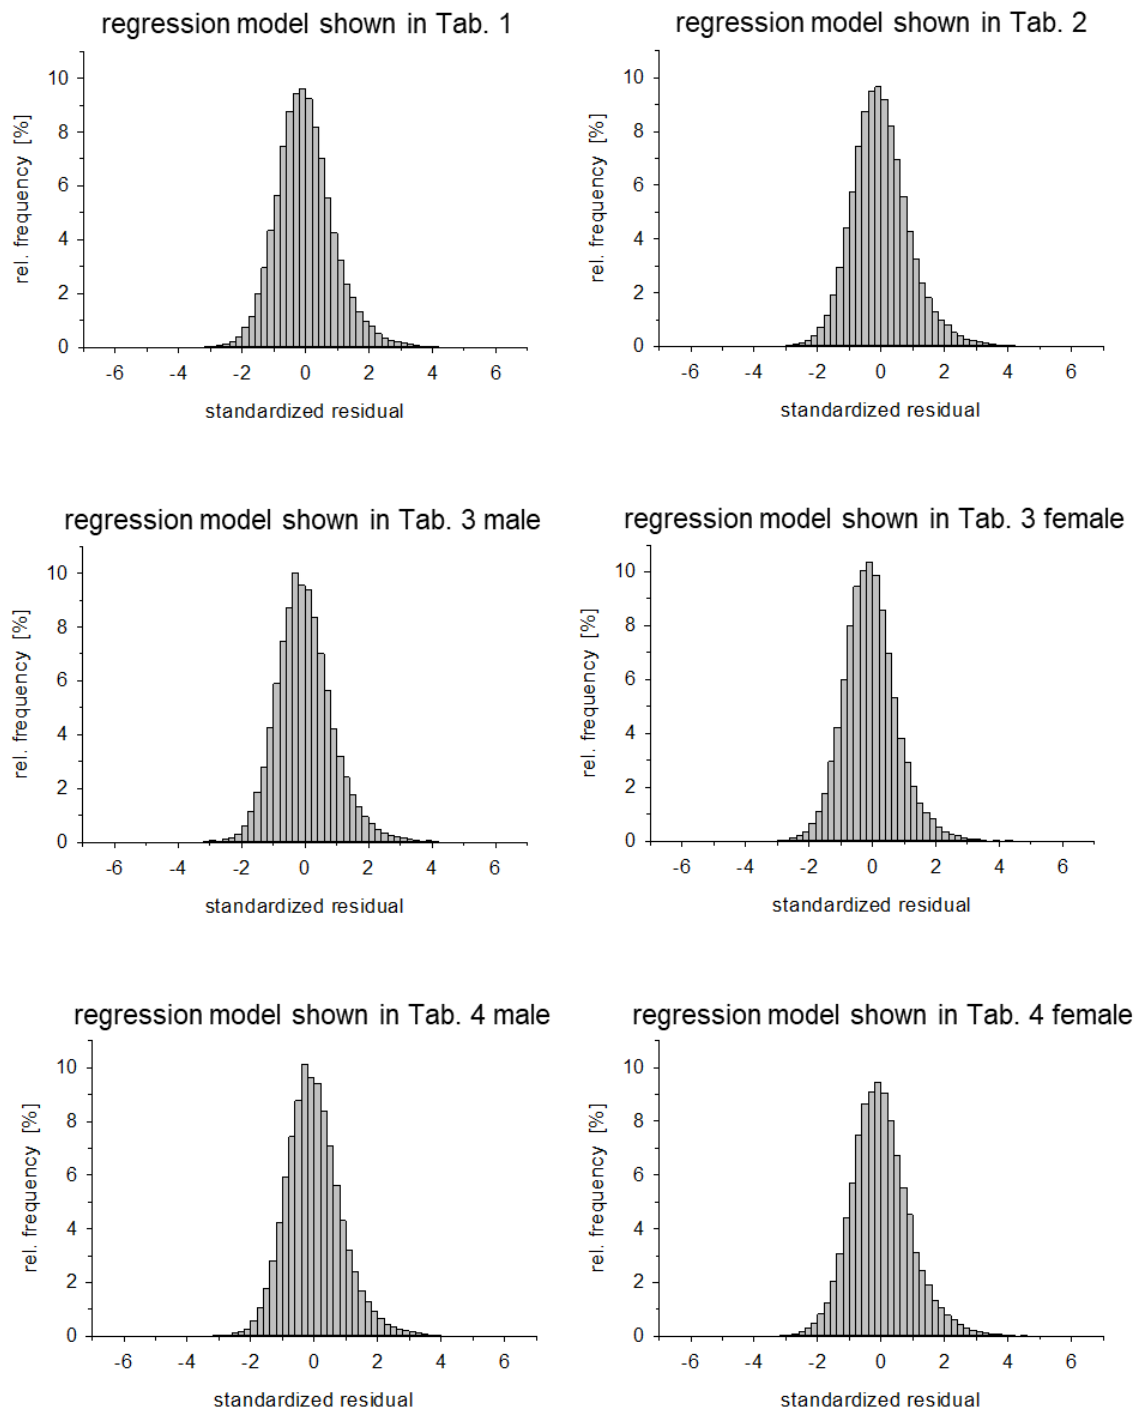 regression model shown in Tab. 1
rel. frequency [%]
10
8
6
4
2
0
-6 -4 -2 0 2 4 6
standardized residual
regression model shown in Tab. 2
rel. frequency [%]
10
8
6
4
2
0
-6 -4 -2 0 2 4 6
standardized residual
regression model shown in Tab. 3 male
rel. frequency [%]
10
8
6
4
2
0
-6 -4 -2 0 2 4 6
standardized residual
regression model shown in Tab. 3 female
rel. frequency [%]
10
8
6
4
2
0
-6 -4 -2 0 2 4 6
standardized residual
regression model shown in Tab. 4 male
rel. frequency [%]
10
8
6
4
2
0
-6 -4 -2 0 2 4 6
standardized residual
regression model shown in Tab. 4 female
rel. frequency [%]
10
8
6
4
2
0
-6 -4 -2 0 2 4 6
standardized residual